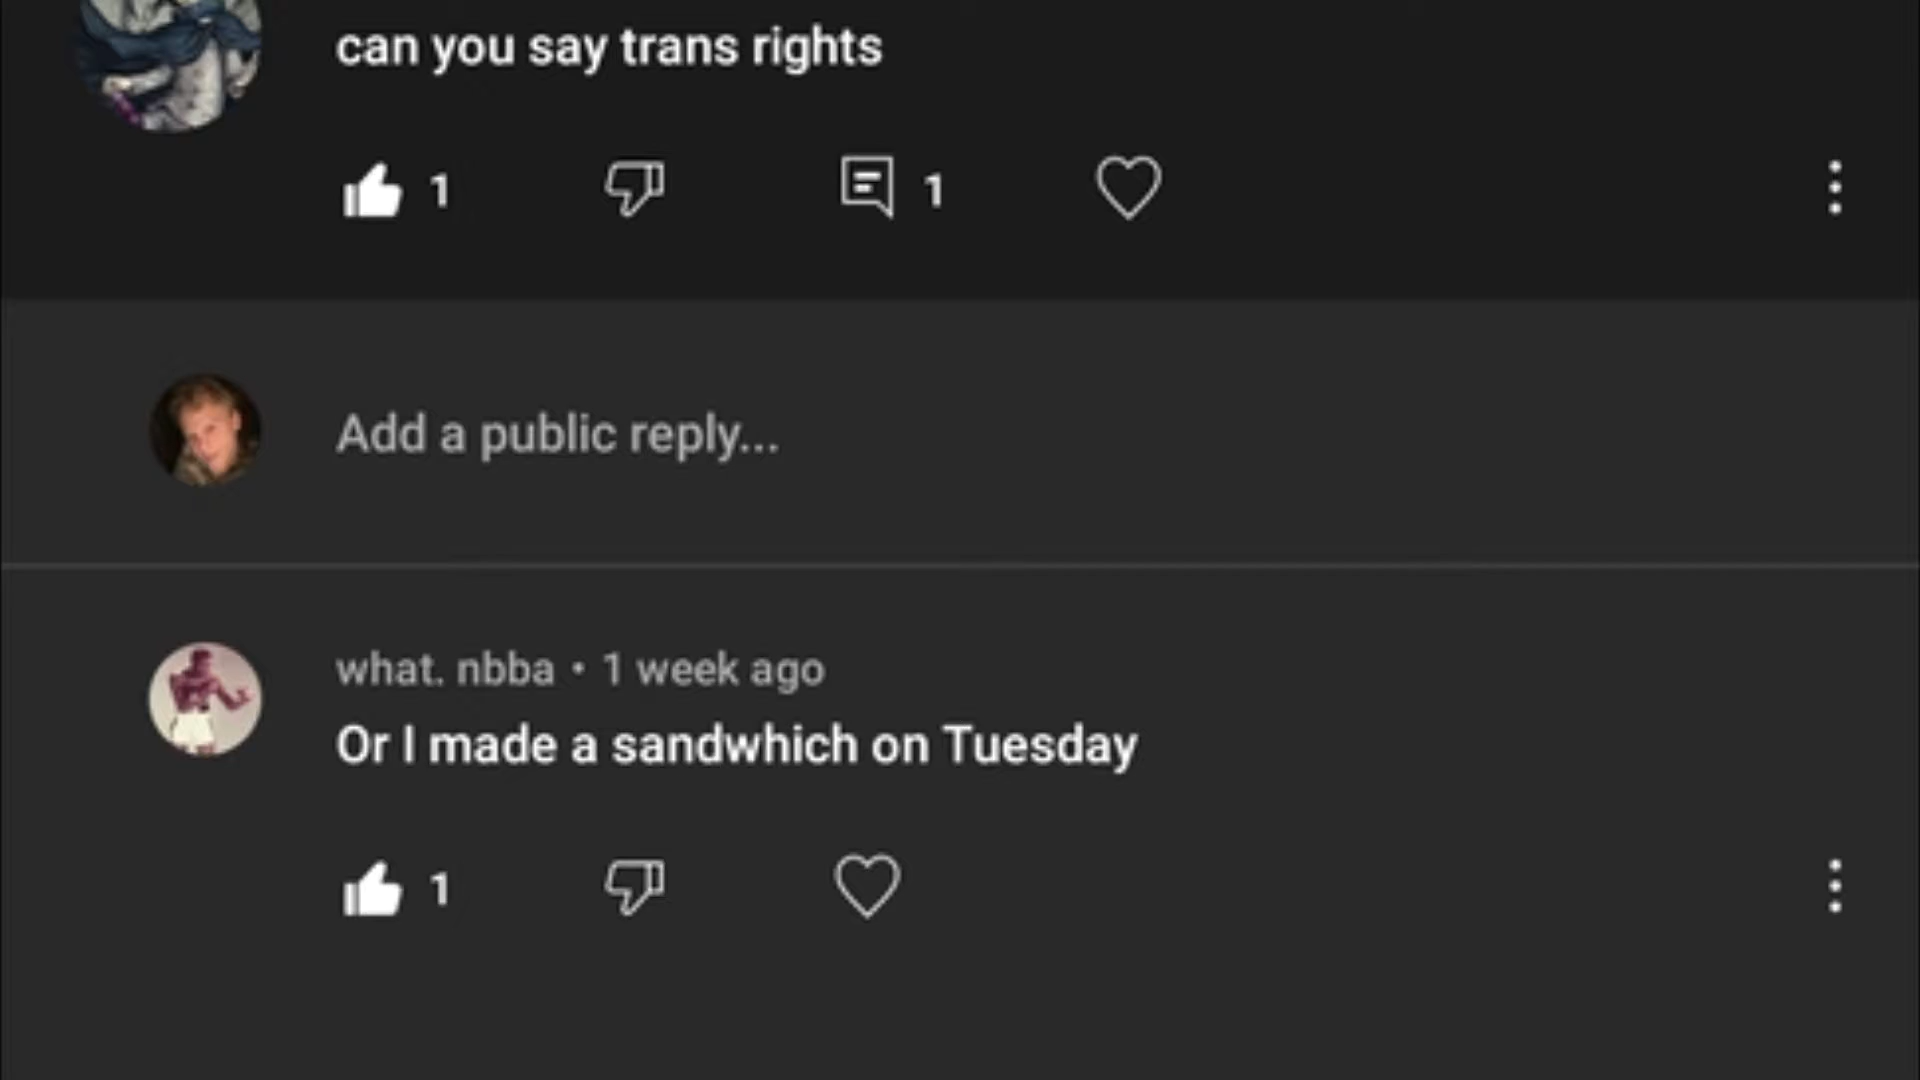 can you say trans rights
1
1
Add a public reply...
what. nbba • 1 week ago
Or I made a sandwhich on Tuesday
1